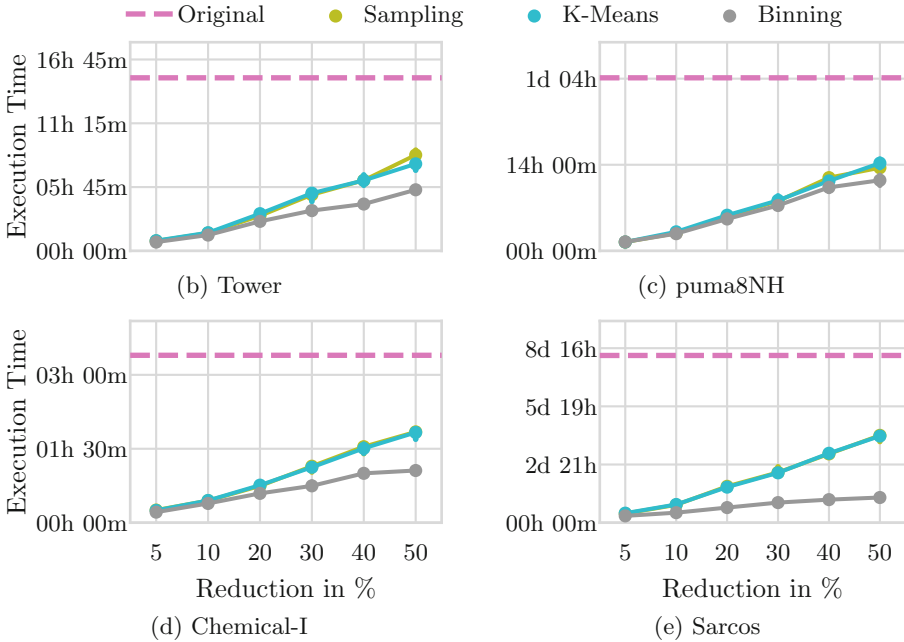 Original Sampling K-Means Binning
Execution Time
16h 45m
11h 15m
05h 45m
00h 00m
(b) Tower
1d 04h
14h 00m
00h 00m
(c) puma8NH
Execution Time
03h 00m
01h 30m
00h 00m
5 10 20 30 40 50
Reduction in %
(d) Chemical-I
8d 16h
5d 19h
2d 21h
00h 00m
5 10 20 30 40 50
Reduction in %
(e) Sarcos